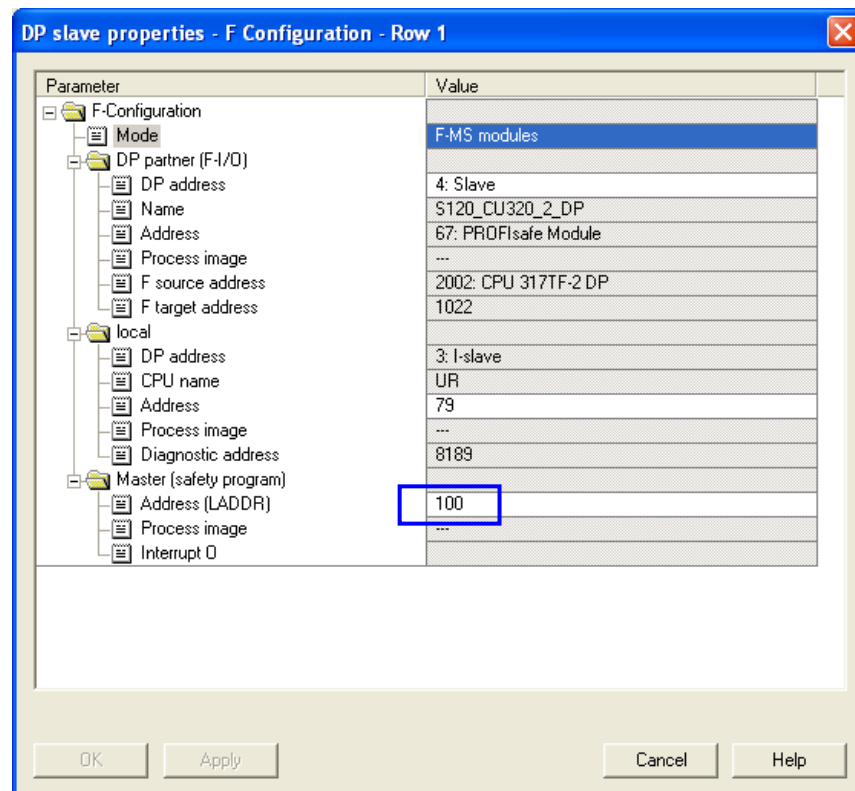 DP slave properties - F Configuration - Row 1
Parameter Value
F-Configuration
Mode F-MS modules
DP partner (F-I/O)
DP address 4: Slave
Name S120_CU320_2_DP
Address 67: PROFIsafe Module
Process image ---
F source address 2002: CPU 317TF-2 DP
F target address 1022
local
DP address 3: I-slave
CPU name UR
Address 79
Process image ---
Diagnostic address 8189
Master (safety program)
Address (LADDR) 100
Process image ---
Interrupt O
OK Apply Cancel Help